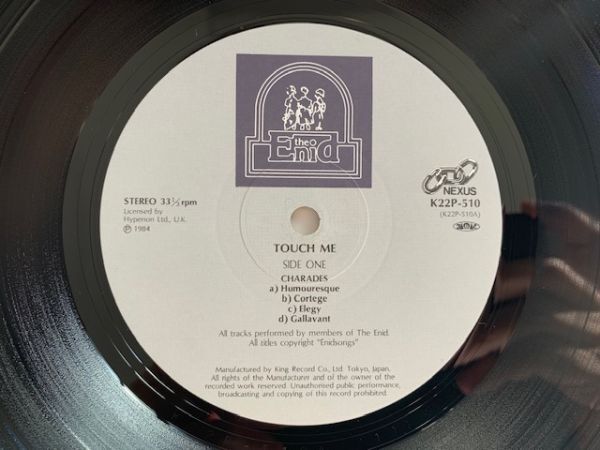 the
Enid
STEREO 33⅓ rpm
Licensed by
Hyperion Ltd., U.K.
Ⓟ 1984
NEXUS
K22P-510
(K22P-510A)
TOUCH ME
SIDE ONE
CHARADES
a) Humouresque
b) Cortege
c) Elegy
d) Gallavant
All tracks performed by members of The Enid.
All titles copyright "Enidsongs"
Manufactured by King Record Co., Ltd. Tokyo, Japan.
All rights of the Manufacturer and of the owner of the
recorded work reserved. Unauthorised public performance,
broadcasting and copying of this record prohibited.